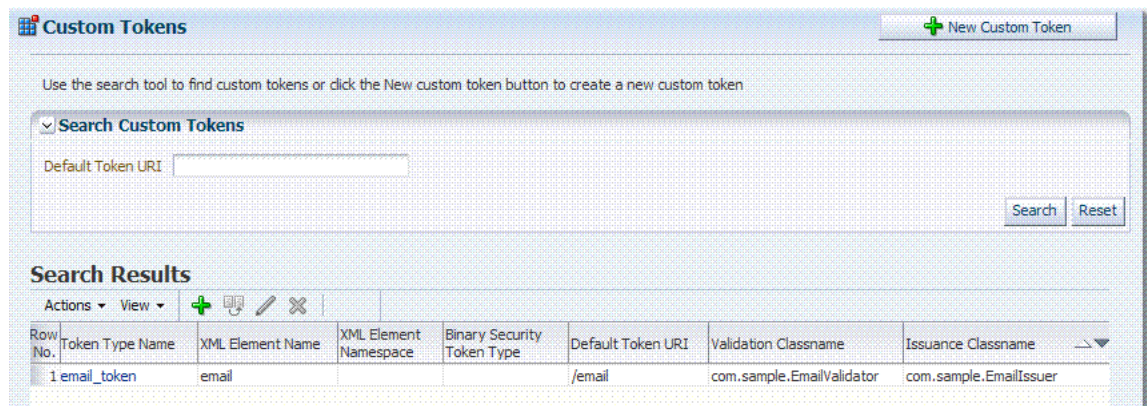 Custom Tokens
New Custom Token
Use the search tool to find custom tokens or click the New custom token button to create a new custom token
Search Custom Tokens
Default Token URI
Search Reset
Search Results
Actions View
Row No. Token Type Name XML Element Name XML Element Namespace Binary Security Token Type Default Token URI Validation Classname Issuance Classname
1 email_token email /email com.sample.EmailValidator com.sample.EmailIssuer